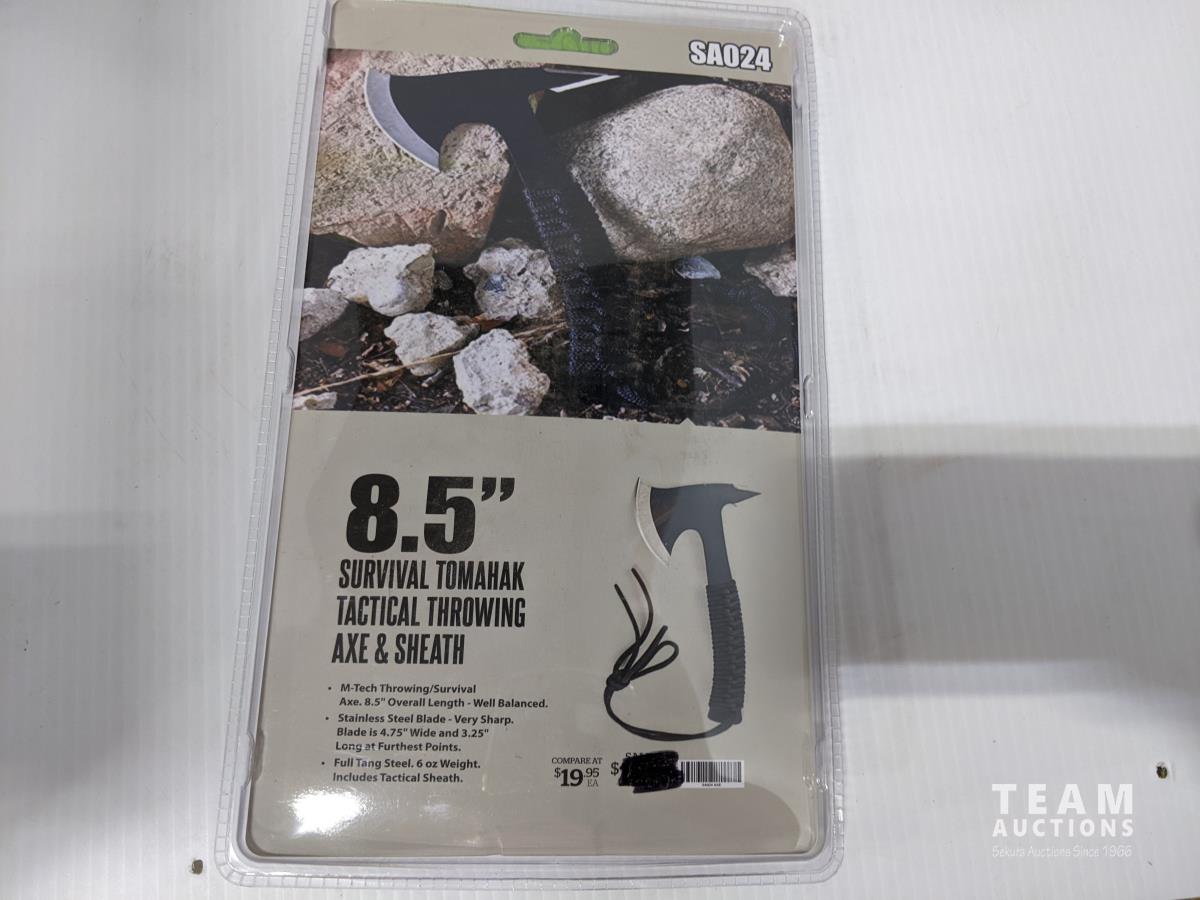 SA024
8.5”
SURVIVAL TOMAHAK
TACTICAL THROWING
AXE & SHEATH
• M-Tech Throwing/Survival
Axe. 8.5" Overall Length - Well Balanced.
• Stainless Steel Blade - Very Sharp.
Blade is 4.75" Wide and 3.25"
Long at Furthest Points.
• Full Tang Steel. 6 oz Weight.
Includes Tactical Sheath.
COMPARE AT
$19.95
EA
$
TEAM
AUCTIONS
Sekura Auctions Since 1966